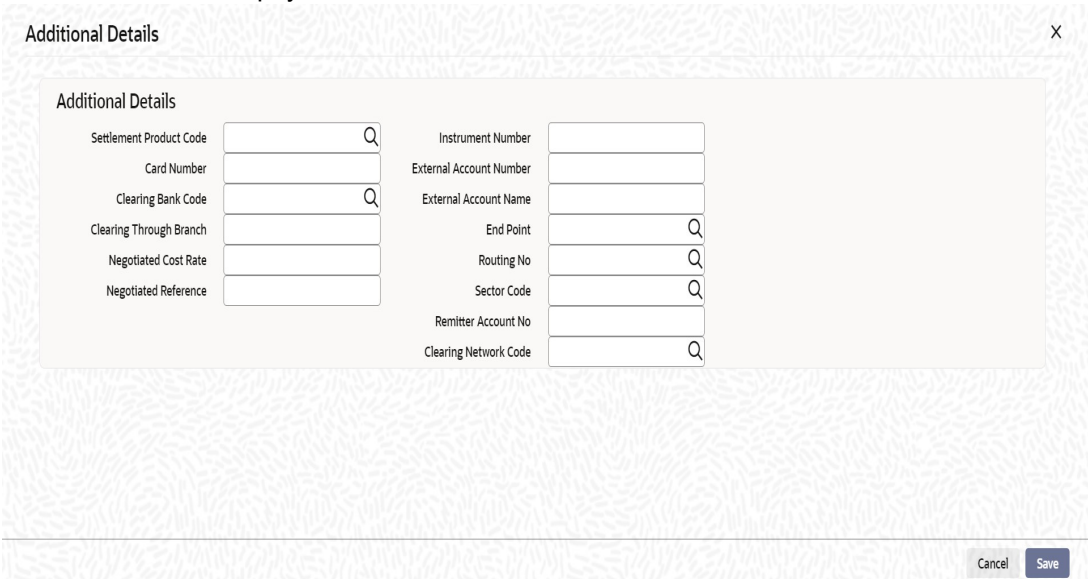 Additional Details
X
Additional Details
Settlement Product Code
Card Number
Clearing Bank Code
Clearing Through Branch
Negotiated Cost Rate
Negotiated Reference
Instrument Number
External Account Number
External Account Name
End Point
Routing No
Sector Code
Remitter Account No
Clearing Network Code
Cancel
Save